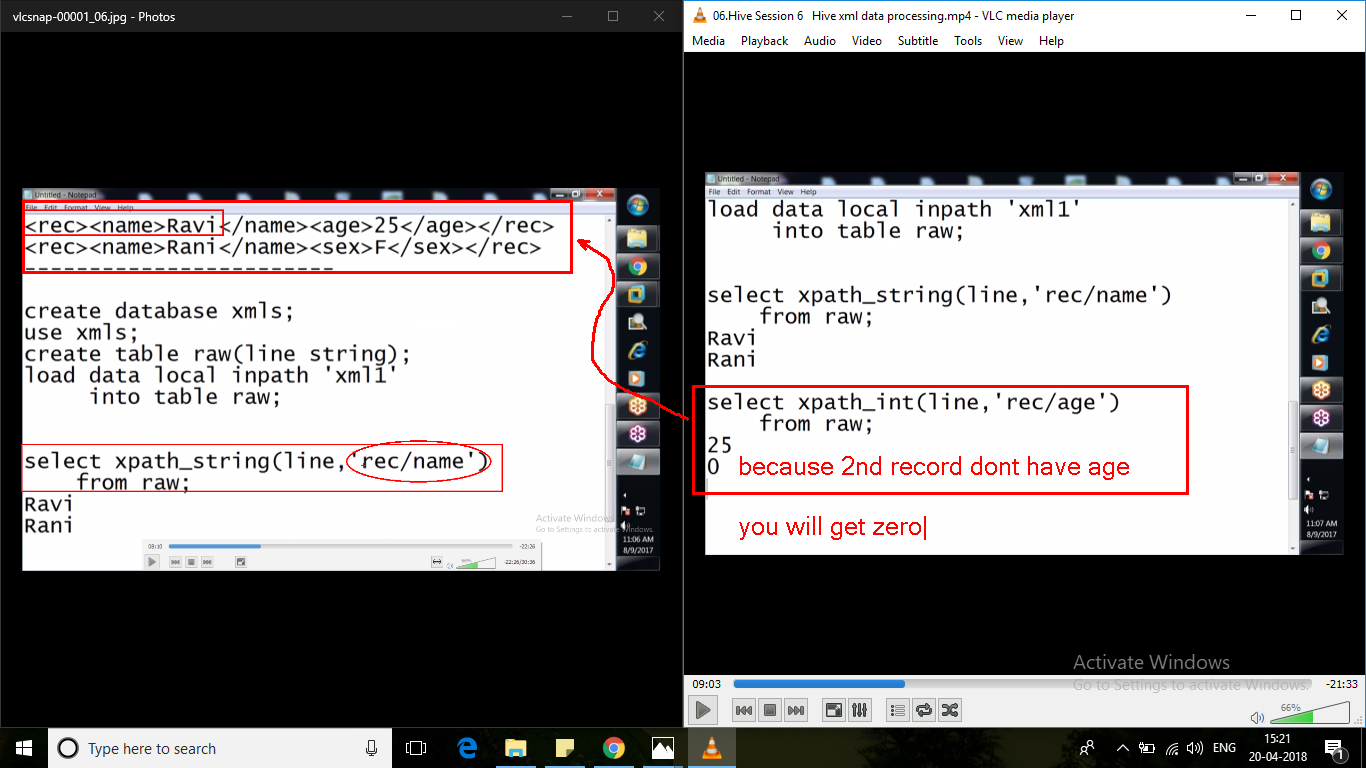 vlcsnap-00001_06.jpg - Photos
Untitled - Notepad
File Edit Format View Help
<rec><name>Ravi</name><age>25</age></rec>
<rec><name>Rani</name><sex>F</sex></rec>
-------------------------
create database xmls;
use xmls;
create table raw(line string);
load data local inpath 'xml1'
into table raw;
select xpath_string(line,'rec/name')
from raw;
Ravi
Rani
Activate Windows
Go to Settings to activate Windows.
08:10
-22:26
66%
-22:26/30:36
11:06 AM
8/9/2017
06.Hive Session 6 Hive xml data processing.mp4 - VLC media player
Media Playback Audio Video Subtitle Tools View Help
Untitled - Notepad
File Edit Format View Help
load data local inpath 'xml1'
into table raw;
select xpath_string(line,'rec/name')
from raw;
Ravi
Rani
select xpath_int(line,'rec/age')
from raw;
25
0 because 2nd record dont have age
you will get zero
11:07 AM
8/9/2017
Activate Windows
Go to Settings to activate Windows.
09:03
-21:33
66%
Type here to search
ENG
15:21
20-04-2018
1